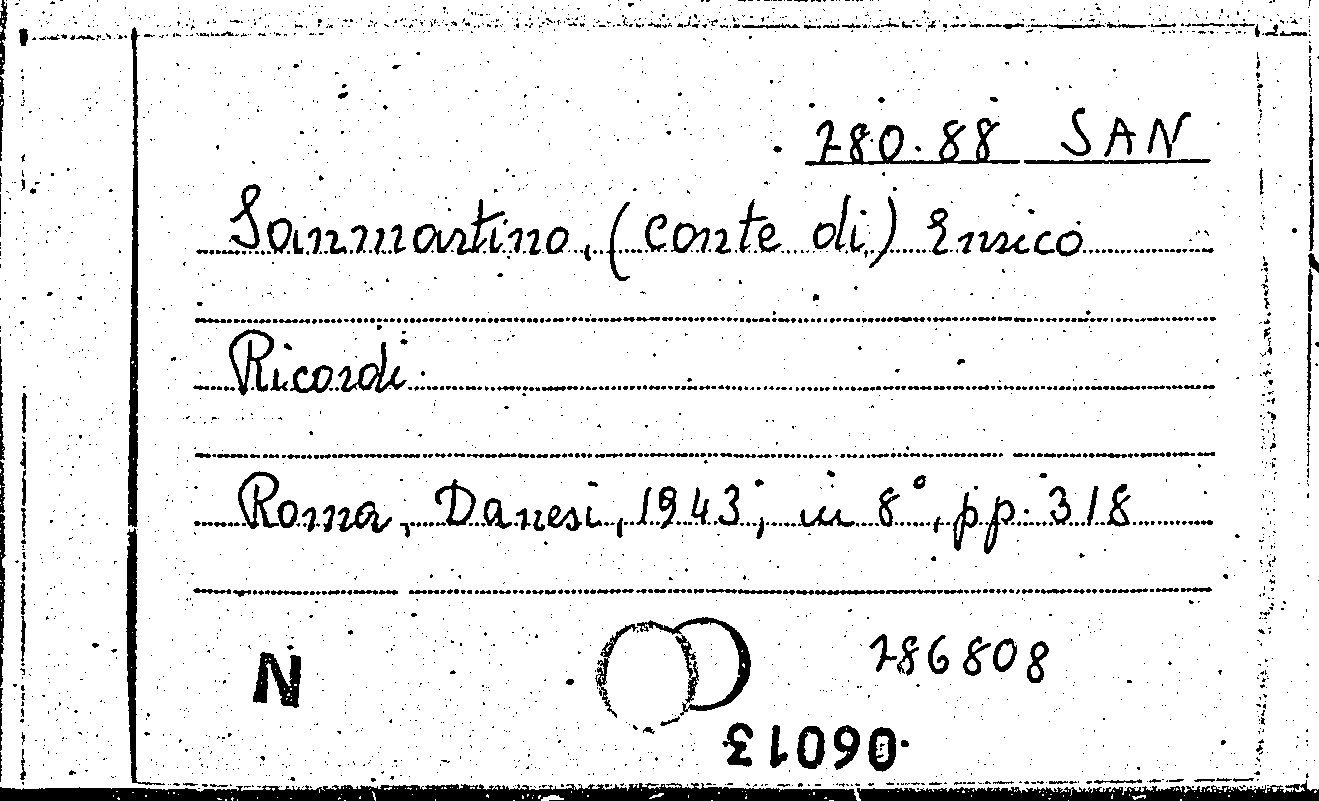 780.88 SAN
Sanmartino, (conte di) Enrico
Ricordi.
Roma, Danesi, 1943; in 8°, pp. 318
N
786808
06013